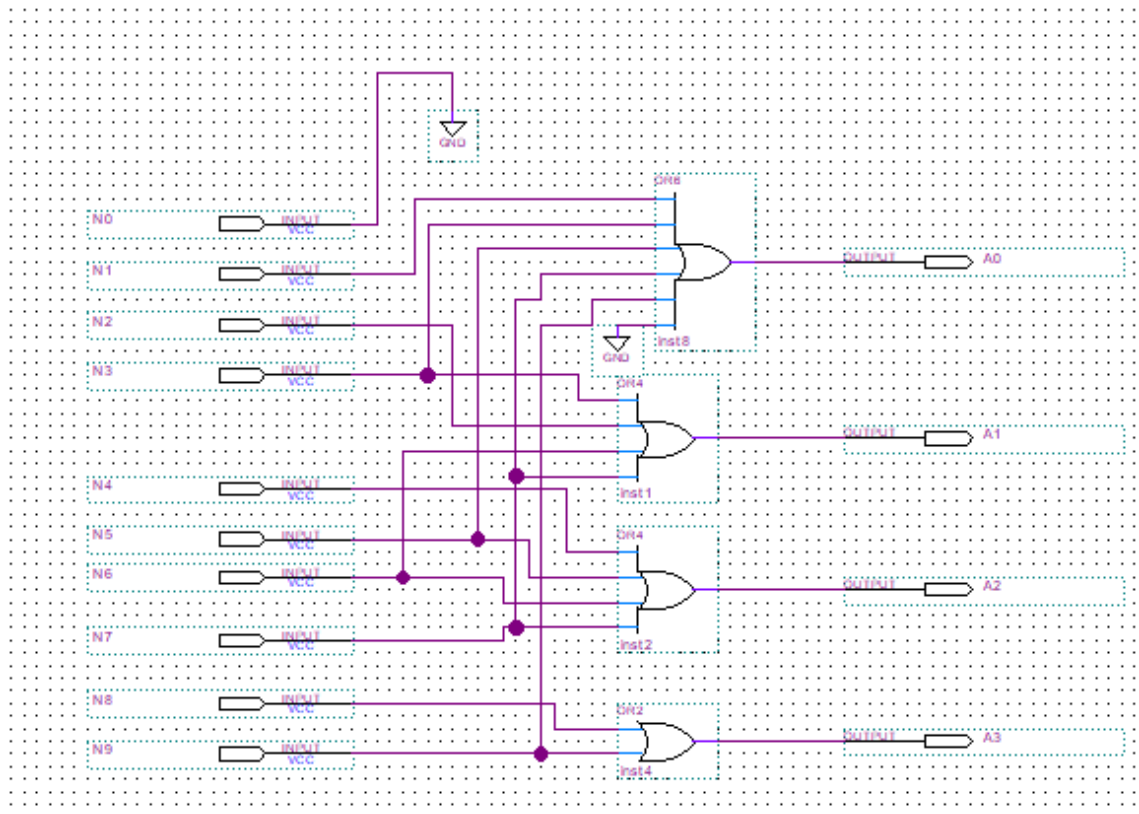 GND
OR6
N0 INPUT VCC
N1 INPUT VCC
OUTPUT A0
N2 INPUT VCC
inst8
GND
N3 INPUT VCC
OR4
OUTPUT A1
N4 INPUT VCC
inst1
N5 INPUT VCC
OR4
N6 INPUT VCC
OUTPUT A2
N7 INPUT VCC
inst2
N8 INPUT VCC
OR2
OUTPUT A3
N9 INPUT VCC
inst4